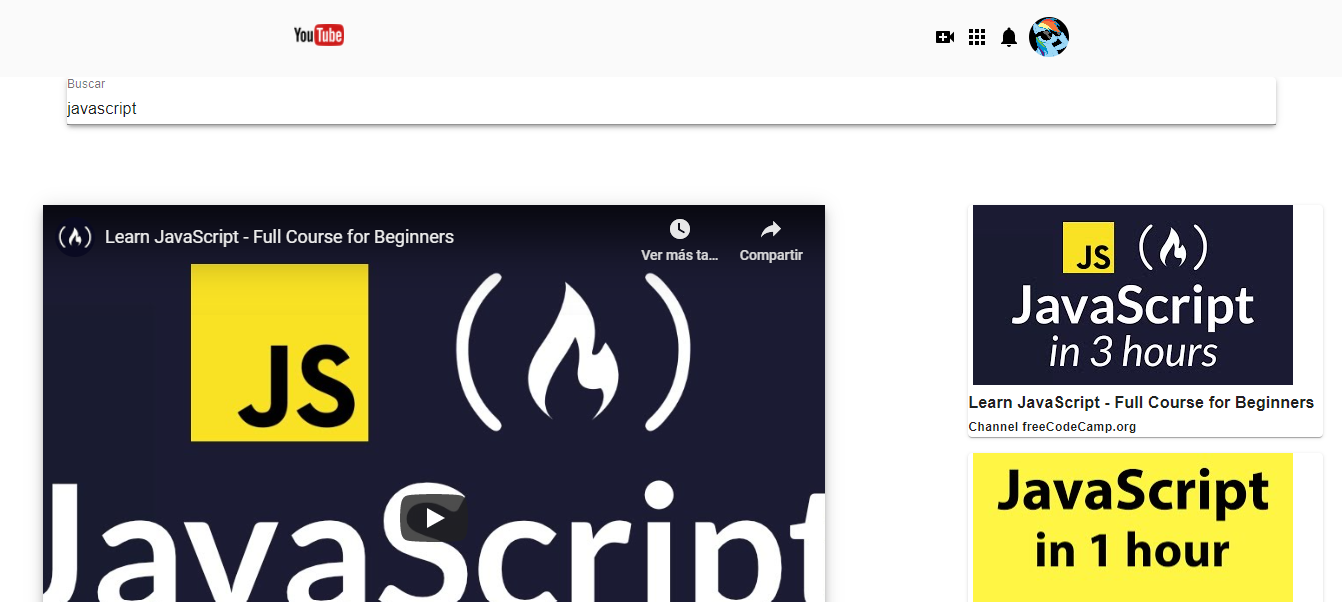 YouTube
Buscar
javascript
Learn JavaScript - Full Course for Beginners
Ver más ta...
Compartir
JS
JavaScript
JS
JavaScript
in 3 hours
Learn JavaScript - Full Course for Beginners
Channel freeCodeCamp.org
JavaScript
in 1 hour